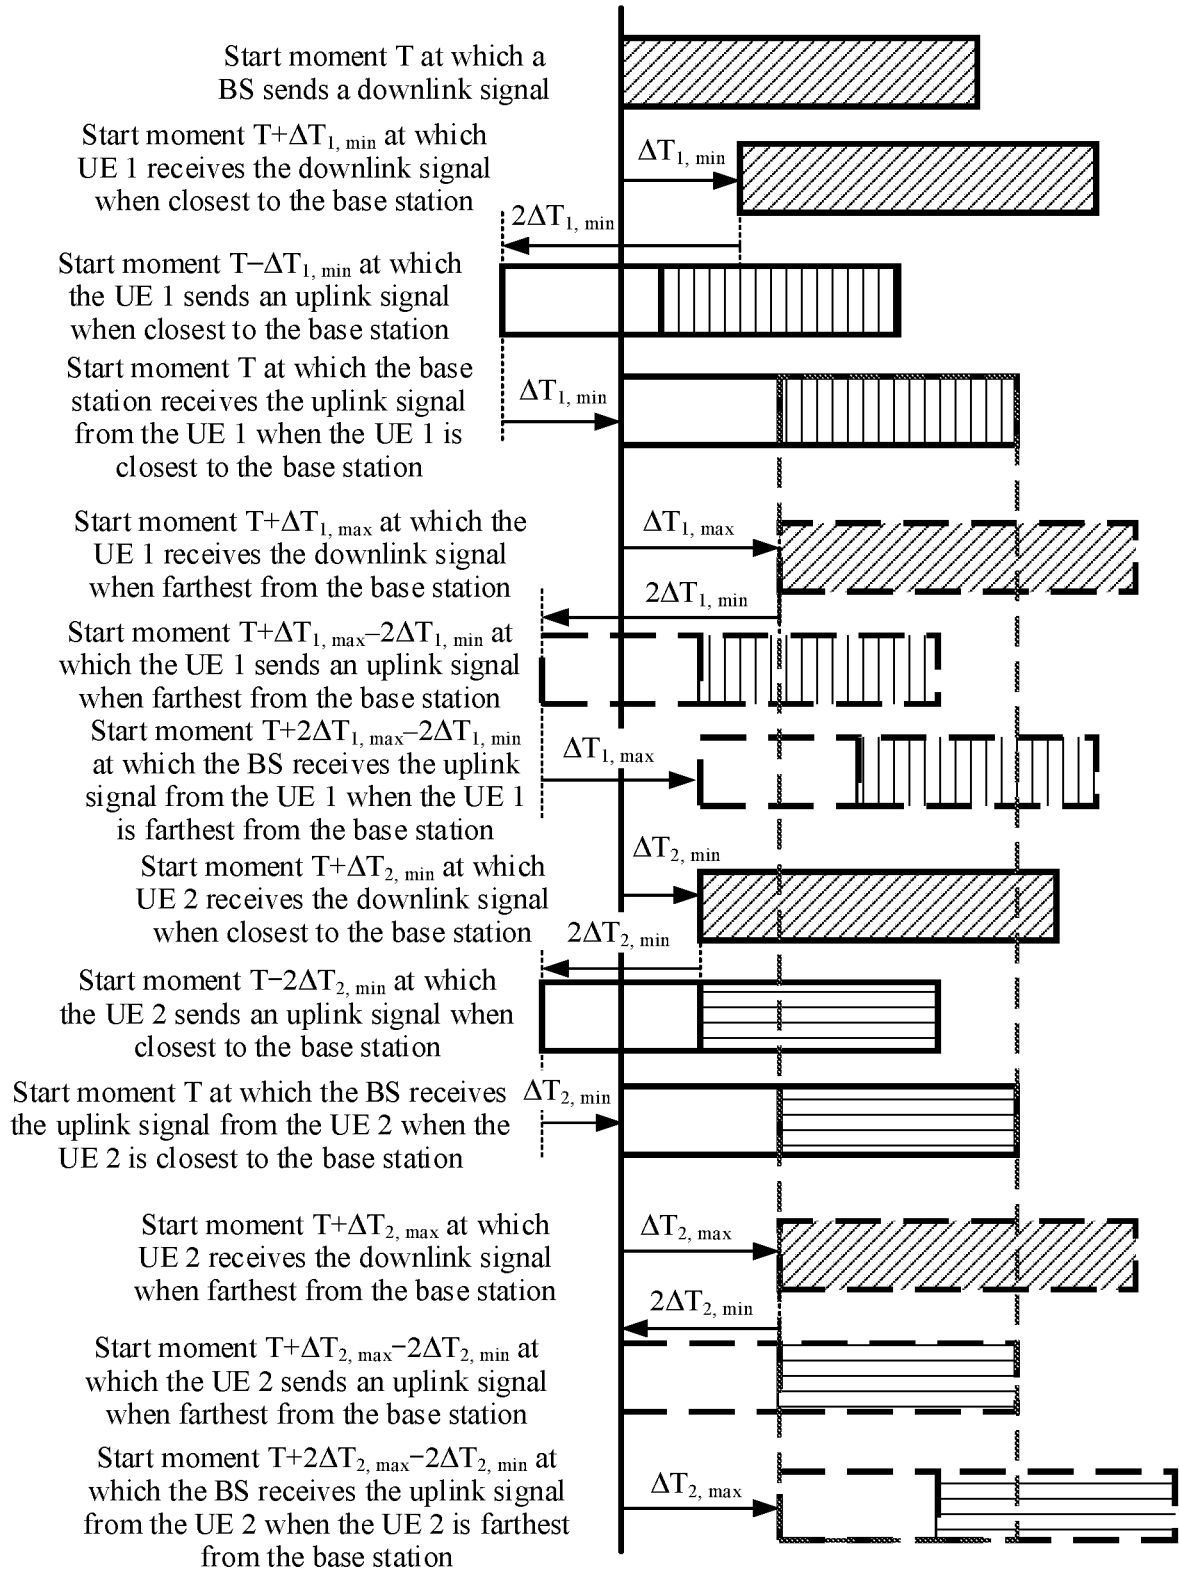 Start moment T at which a
BS sends a downlink signal
Start moment T+ΔT1, min at which
UE 1 receives the downlink signal
when closest to the base station
ΔT1, min
2ΔT1, min
Start moment T−ΔT1, min at which
the UE 1 sends an uplink signal
when closest to the base station
Start moment T at which the base
station receives the uplink signal
from the UE 1 when the UE 1 is
closest to the base station
ΔT1, min
Start moment T+ΔT1, max at which the
UE 1 receives the downlink signal
when farthest from the base station
ΔT1, max
2ΔT1, min
Start moment T+ΔT1, max−2ΔT1, min at
which the UE 1 sends an uplink signal
when farthest from the base station
Start moment T+2ΔT1, max−2ΔT1, min
at which the BS receives the uplink
signal from the UE 1 when the UE 1
is farthest from the base station
ΔT1, max
Start moment T+ΔT2, min at which
UE 2 receives the downlink signal
when closest to the base station
ΔT2, min
2ΔT2, min
Start moment T−2ΔT2, min at which
the UE 2 sends an uplink signal when
closest to the base station
Start moment T at which the BS receives
the uplink signal from the UE 2 when the
UE 2 is closest to the base station
ΔT2, min
Start moment T+ΔT2, max at which
UE 2 receives the downlink signal
when farthest from the base station
ΔT2, max
2ΔT2, min
Start moment T+ΔT2, max−2ΔT2, min at
which the UE 2 sends an uplink signal
when farthest from the base station
Start moment T+2ΔT2, max−2ΔT2, min at
which the BS receives the uplink signal
from the UE 2 when the UE 2 is farthest
from the base station
ΔT2, max